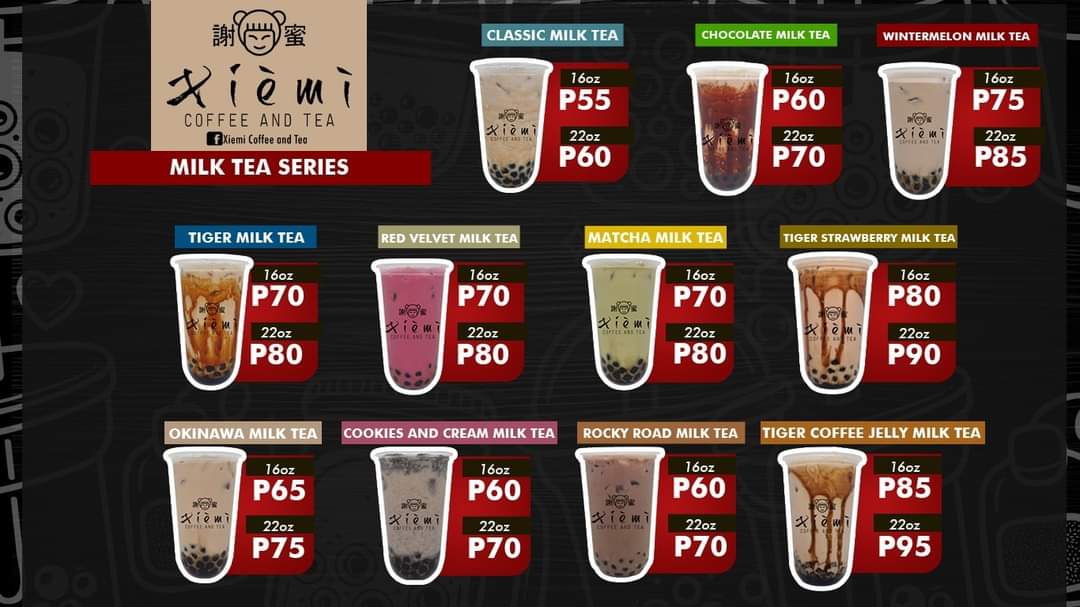 謝 蜜
Xièmì
COFFEE AND TEA
Xiemi Coffee and Tea
MILK TEA SERIES
CLASSIC MILK TEA
16oz
P55
22oz
P60
CHOCOLATE MILK TEA
16oz
P60
22oz
P70
WINTERMELON MILK TEA
16oz
P75
22oz
P85
TIGER MILK TEA
16oz
P70
22oz
P80
RED VELVET MILK TEA
16oz
P70
22oz
P80
MATCHA MILK TEA
16oz
P70
22oz
P80
TIGER STRAWBERRY MILK TEA
16oz
P80
22oz
P90
OKINAWA MILK TEA
16oz
P65
22oz
P75
COOKIES AND CREAM MILK TEA
16oz
P60
22oz
P70
ROCKY ROAD MILK TEA
16oz
P60
22oz
P70
TIGER COFFEE JELLY MILK TEA
16oz
P85
22oz
P95